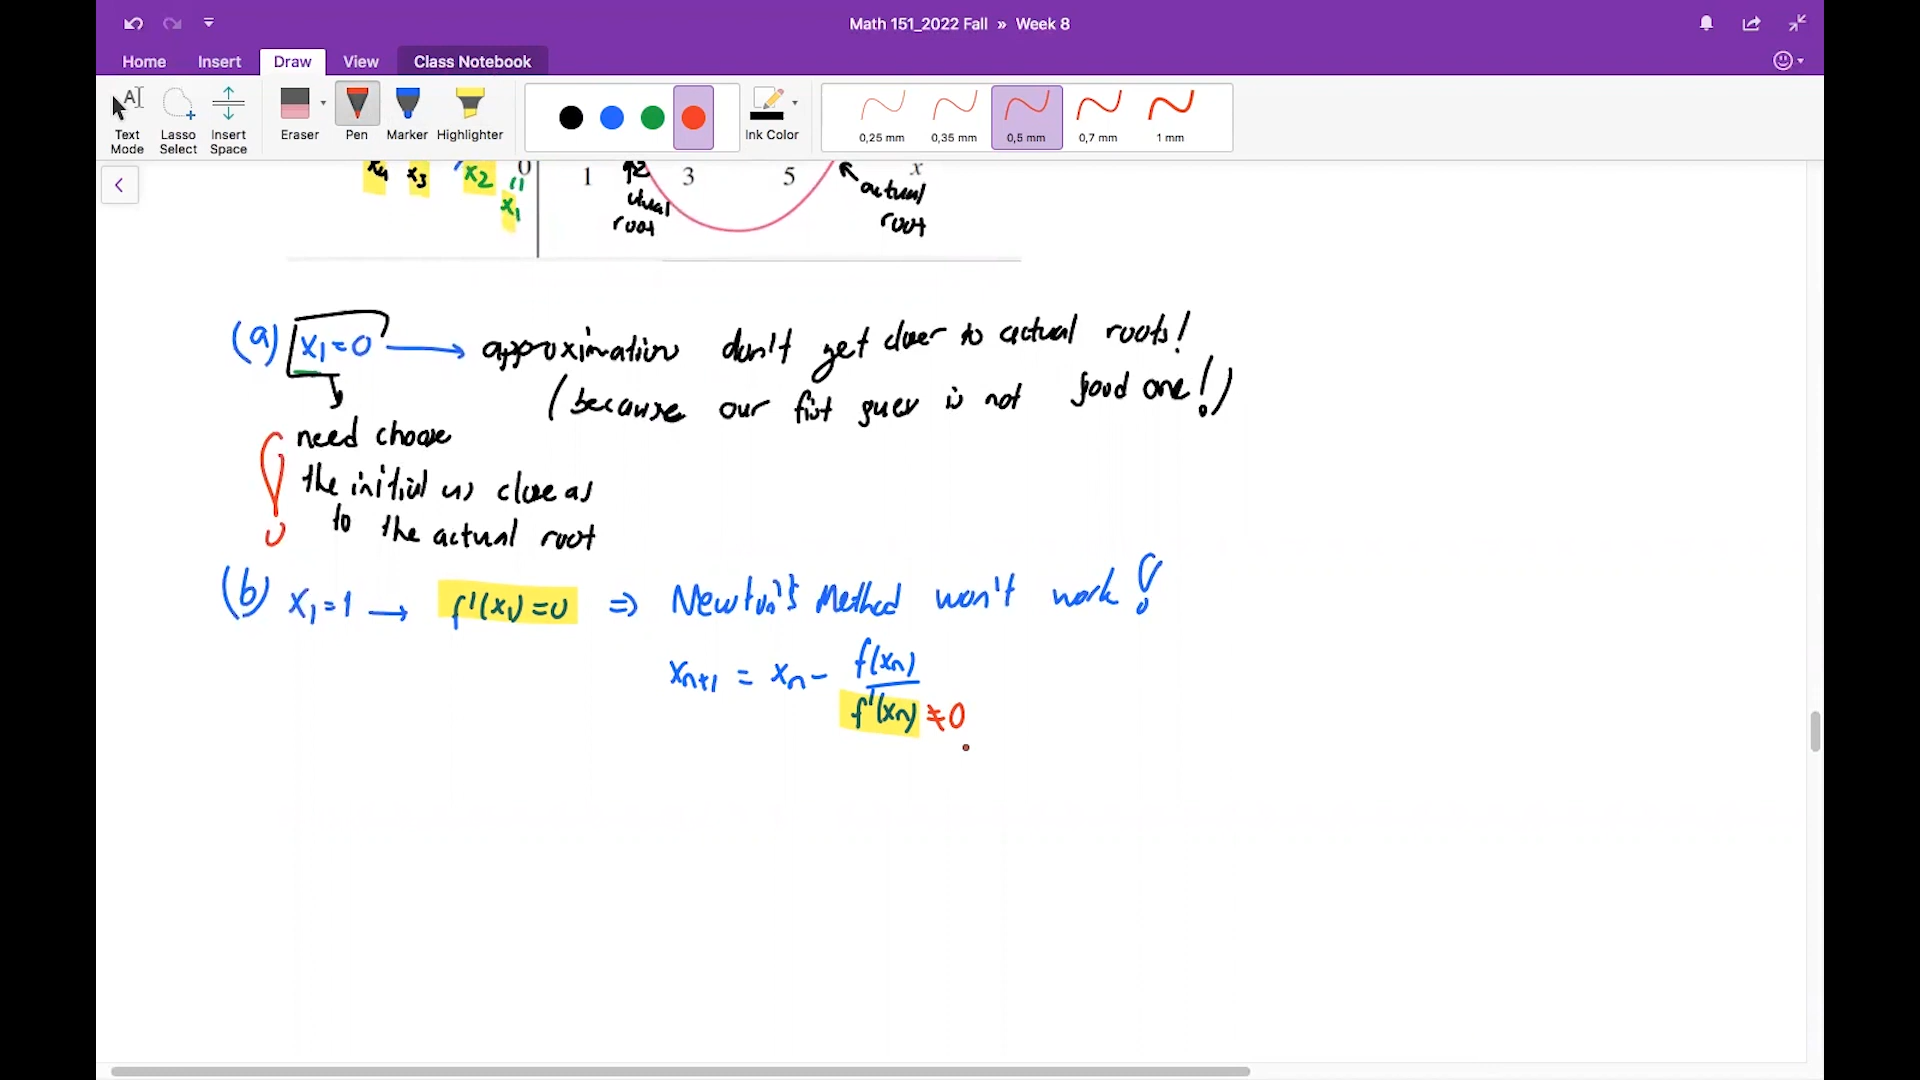 Math 151_2022 Fall » Week 8
Home Insert Draw View Class Notebook
Text Mode Lasso Select Insert Space Eraser Pen Marker Highlighter Ink Color 0,25 mm 0,35 mm 0,5 mm 0,7 mm 1 mm
x4 x3 x2 0 1 3 5 x
x1 root actual root
(a) x1=0 → approximation don't get closer to actual roots!
(because our first guess is not good one!)
need choose
the initial as close as
to the actual root
(b) x1=1 → f'(x1)=0 ⇒ Newton's Method won't work!
xn+1 = xn - f(xn)
f'(xn) ≠0